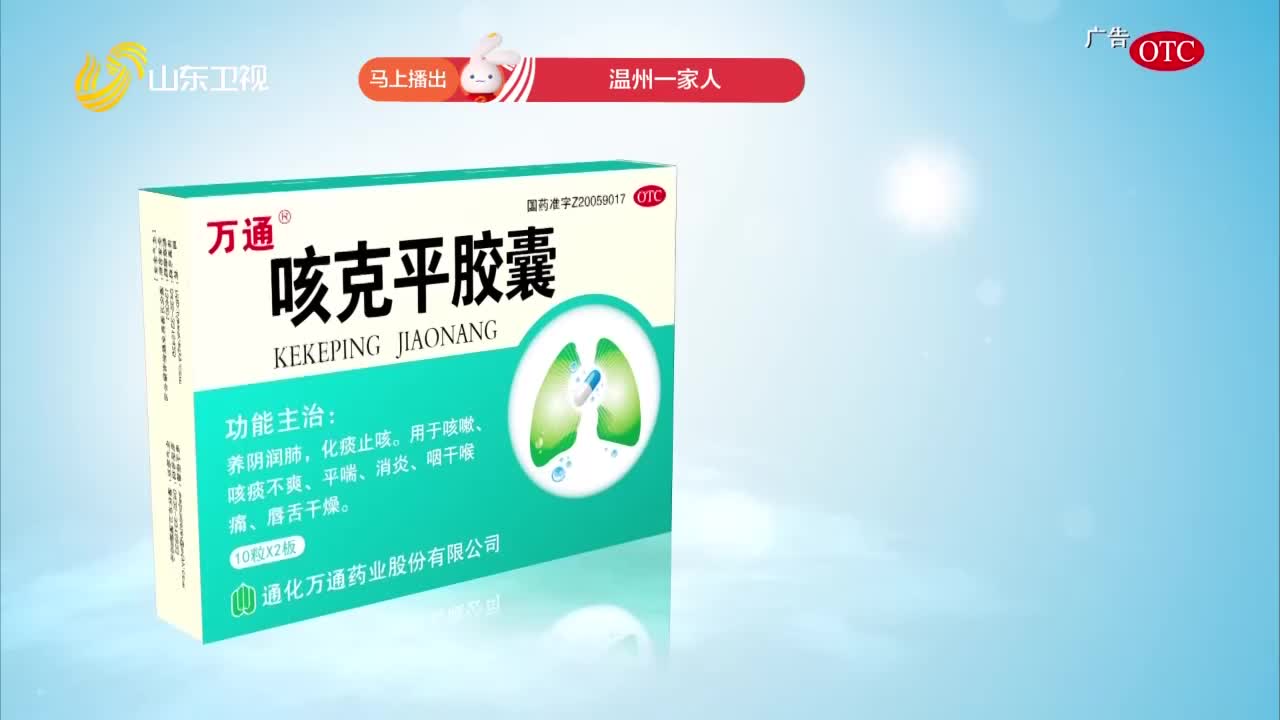 山东卫视
马上播出
温州一家人
广告
OTC
国药准字Z20059017
OTC
万通®
咳克平胶囊
KEKEPING JIAONANG
功能主治：
养阴润肺，化痰止咳。用于咳嗽、
咳痰不爽、平喘、消炎、咽干喉
痛、唇舌干燥。
10粒X2板
通化万通药业股份有限公司